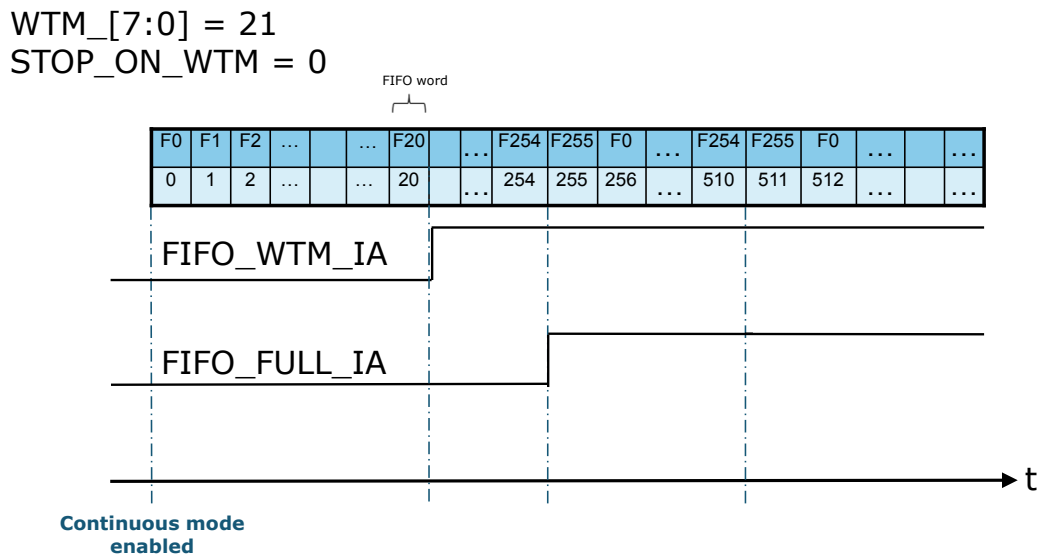 WTM_[7:0] = 21
STOP_ON_WTM = 0
FIFO word
F0 F1 F2 ... ... F20 ... F254 F255 F0 ... F254 F255 F0 ... ...
0 1 2 ... ... 20 ... 254 255 256 ... 510 511 512 ... ...
FIFO_WTM_IA
FIFO_FULL_IA
t
Continuous mode
enabled